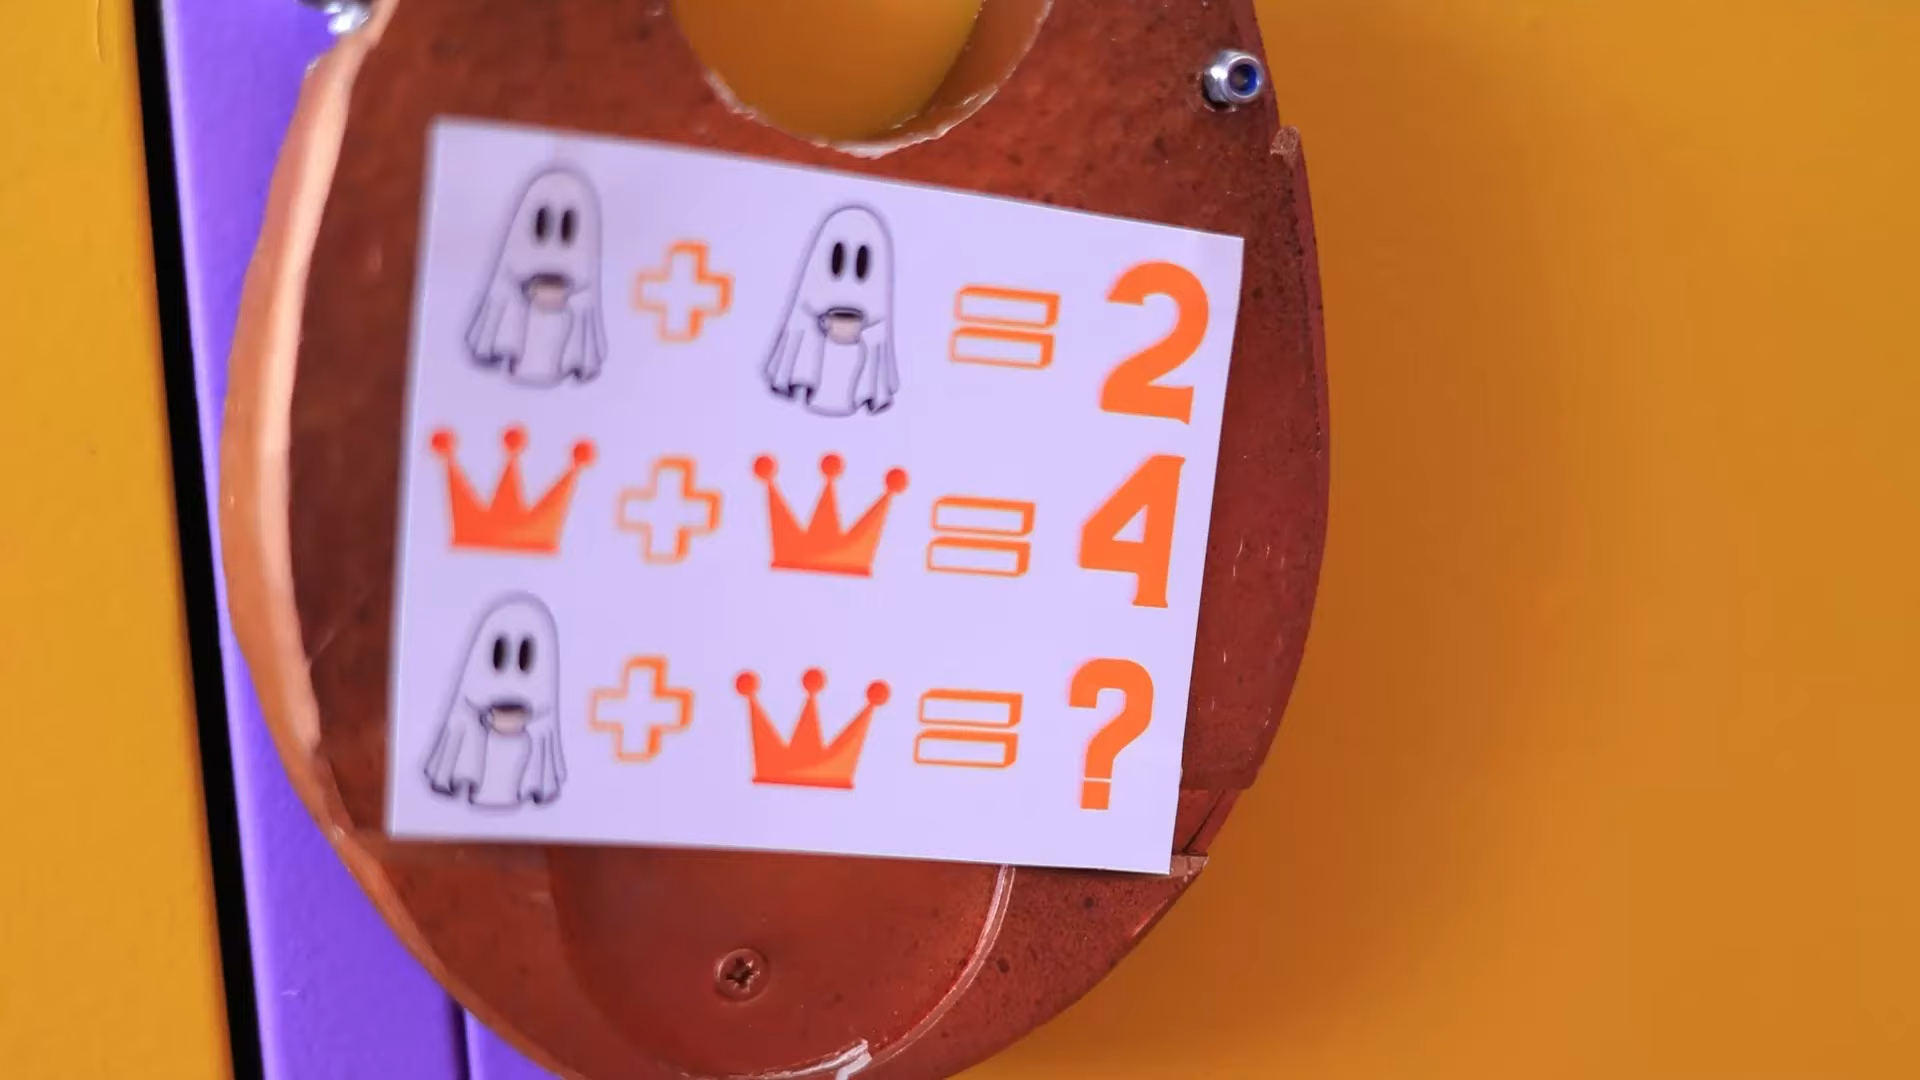 + = 2
+ = 4
+ = ?